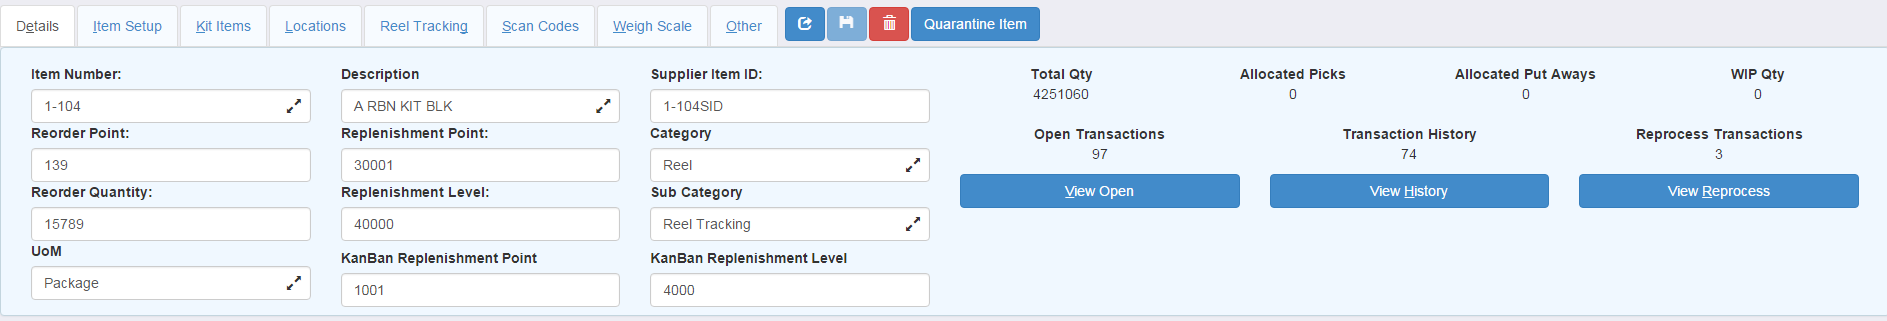 Details Item Setup Kit Items Locations Reel Tracking Scan Codes Weigh Scale Other Quarantine Item
Item Number: Description Supplier Item ID: Total Qty Allocated Picks Allocated Put Aways WIP Qty
1-104 A RBN KIT BLK 1-104SID 4251060 0 0 0
Reorder Point: Replenishment Point: Category Open Transactions Transaction History Reprocess Transactions
139 30001 Reel 97 74 3
Reorder Quantity: Replenishment Level: Sub Category View Open View History View Reprocess
15789 40000 Reel Tracking
UoM KanBan Replenishment Point KanBan Replenishment Level
Package 1001 4000